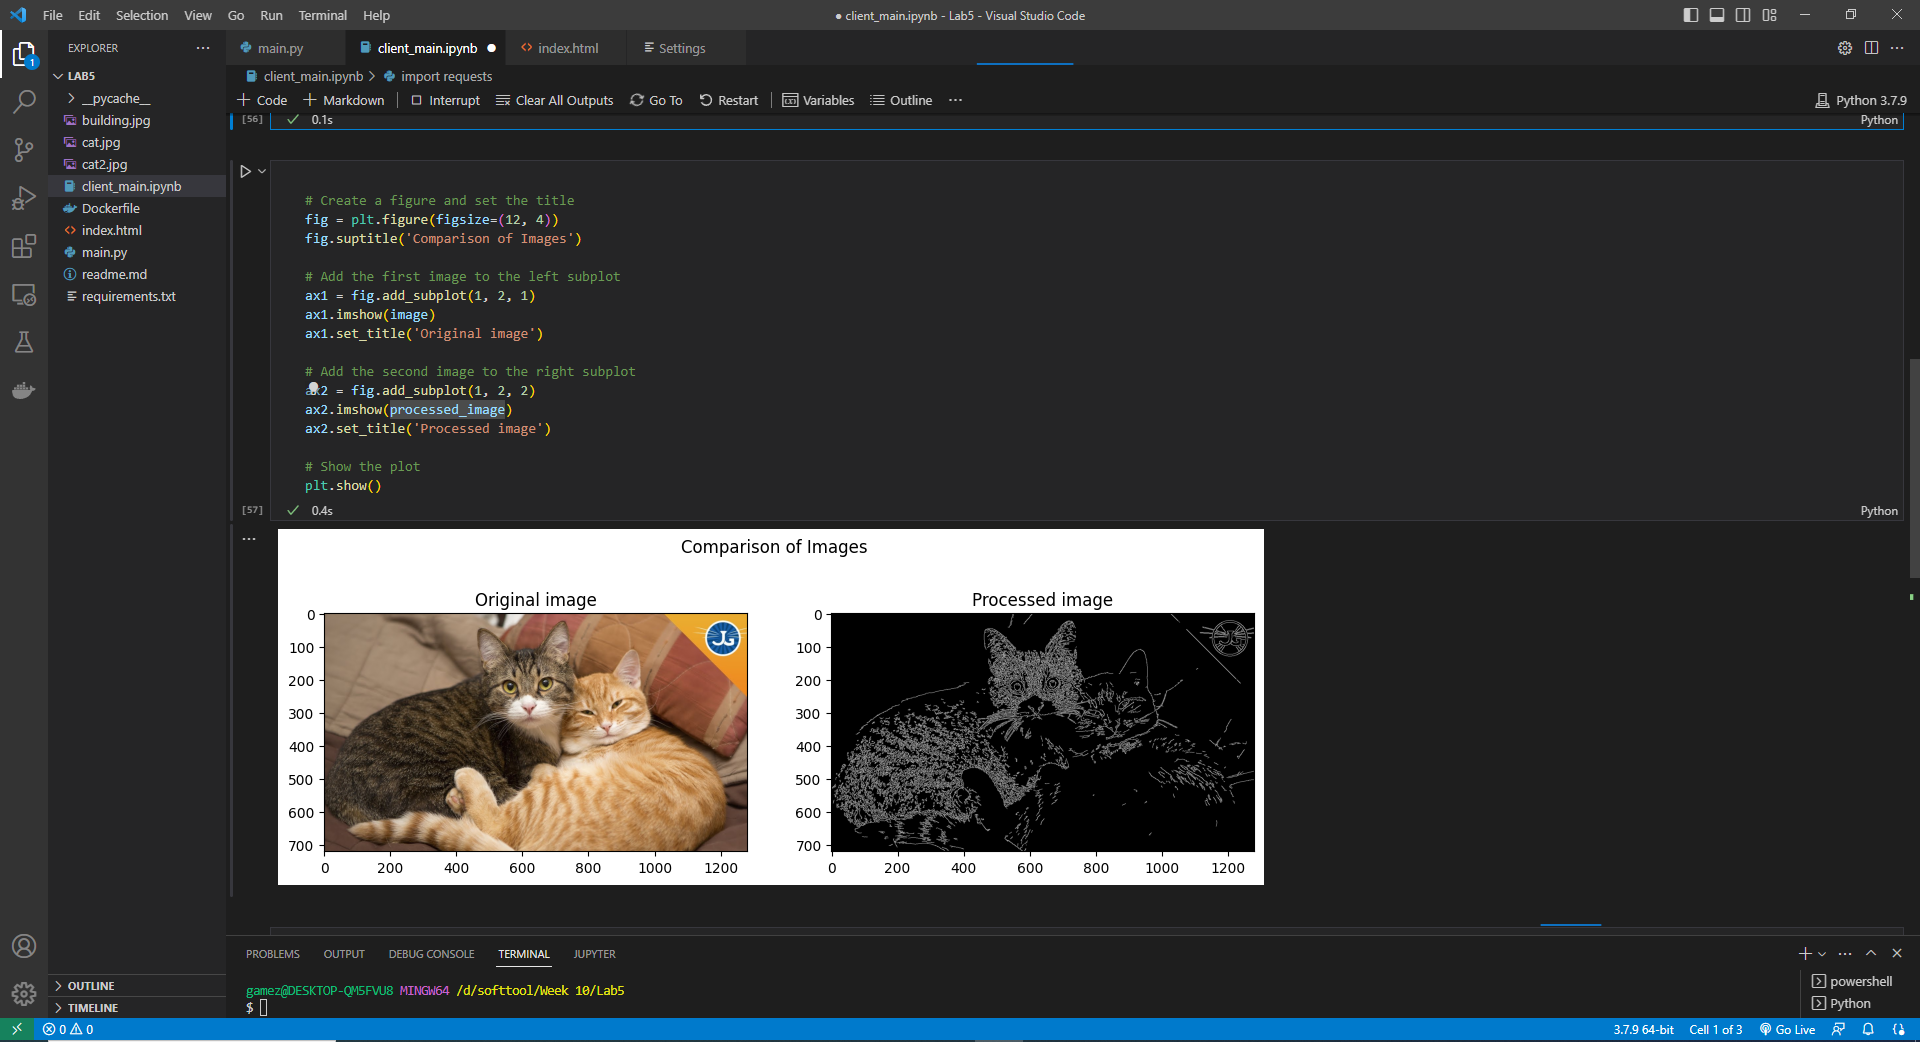 File Edit Selection View Go Run Terminal Help
● client_main.ipynb - Lab5 - Visual Studio Code
EXPLORER
1
LAB5
__pycache__
building.jpg
cat.jpg
cat2.jpg
client_main.ipynb
Dockerfile
index.html
main.py
readme.md
requirements.txt
OUTLINE
TIMELINE
main.py client_main.ipynb index.html Settings
client_main.ipynb > import requests
Code Markdown Interrupt Clear All Outputs Go To Restart Variables Outline
Python 3.7.9
[56] 0.1s Python
# Create a figure and set the title
fig = plt.figure(figsize=(12, 4))
fig.suptitle('Comparison of Images')
# Add the first image to the left subplot
ax1 = fig.add_subplot(1, 2, 1)
ax1.imshow(image)
ax1.set_title('Original image')
# Add the second image to the right subplot
ax2 = fig.add_subplot(1, 2, 2)
ax2.imshow(processed_image)
ax2.set_title('Processed image')
# Show the plot
plt.show()
[57] 0.4s Python
Comparison of Images
Original image
0
100
200
300
400
500
600
700
0 200 400 600 800 1000 1200
JG
Processed image
0
100
200
300
400
500
600
700
0 200 400 600 800 1000 1200
JG
PROBLEMS OUTPUT DEBUG CONSOLE TERMINAL JUPYTER
gamez@DESKTOP-QM5FVU8 MINGW64 /d/softtool/Week 10/Lab5
$
powershell
Python
0 0
3.7.9 64-bit Cell 1 of 3 Go Live